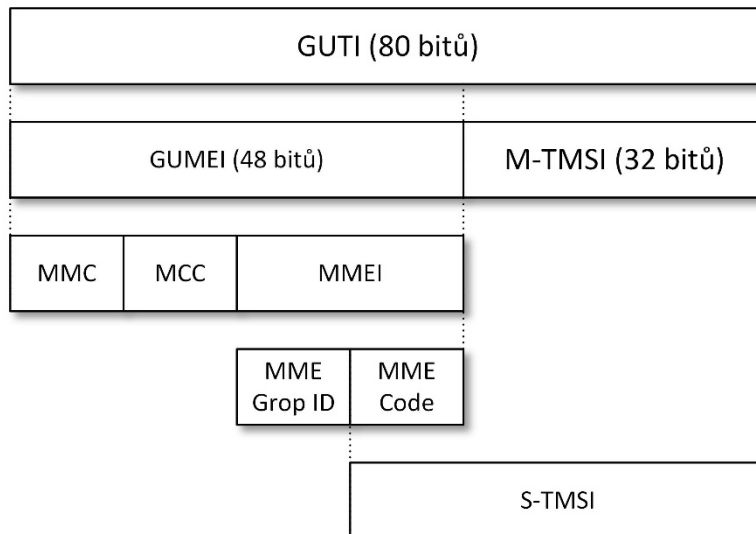 GUTI (80 bitů)
GUMEI (48 bitů)
M-TMSI (32 bitů)
MMC
MCC
MMEI
MME
Grop ID
MME
Code
S-TMSI